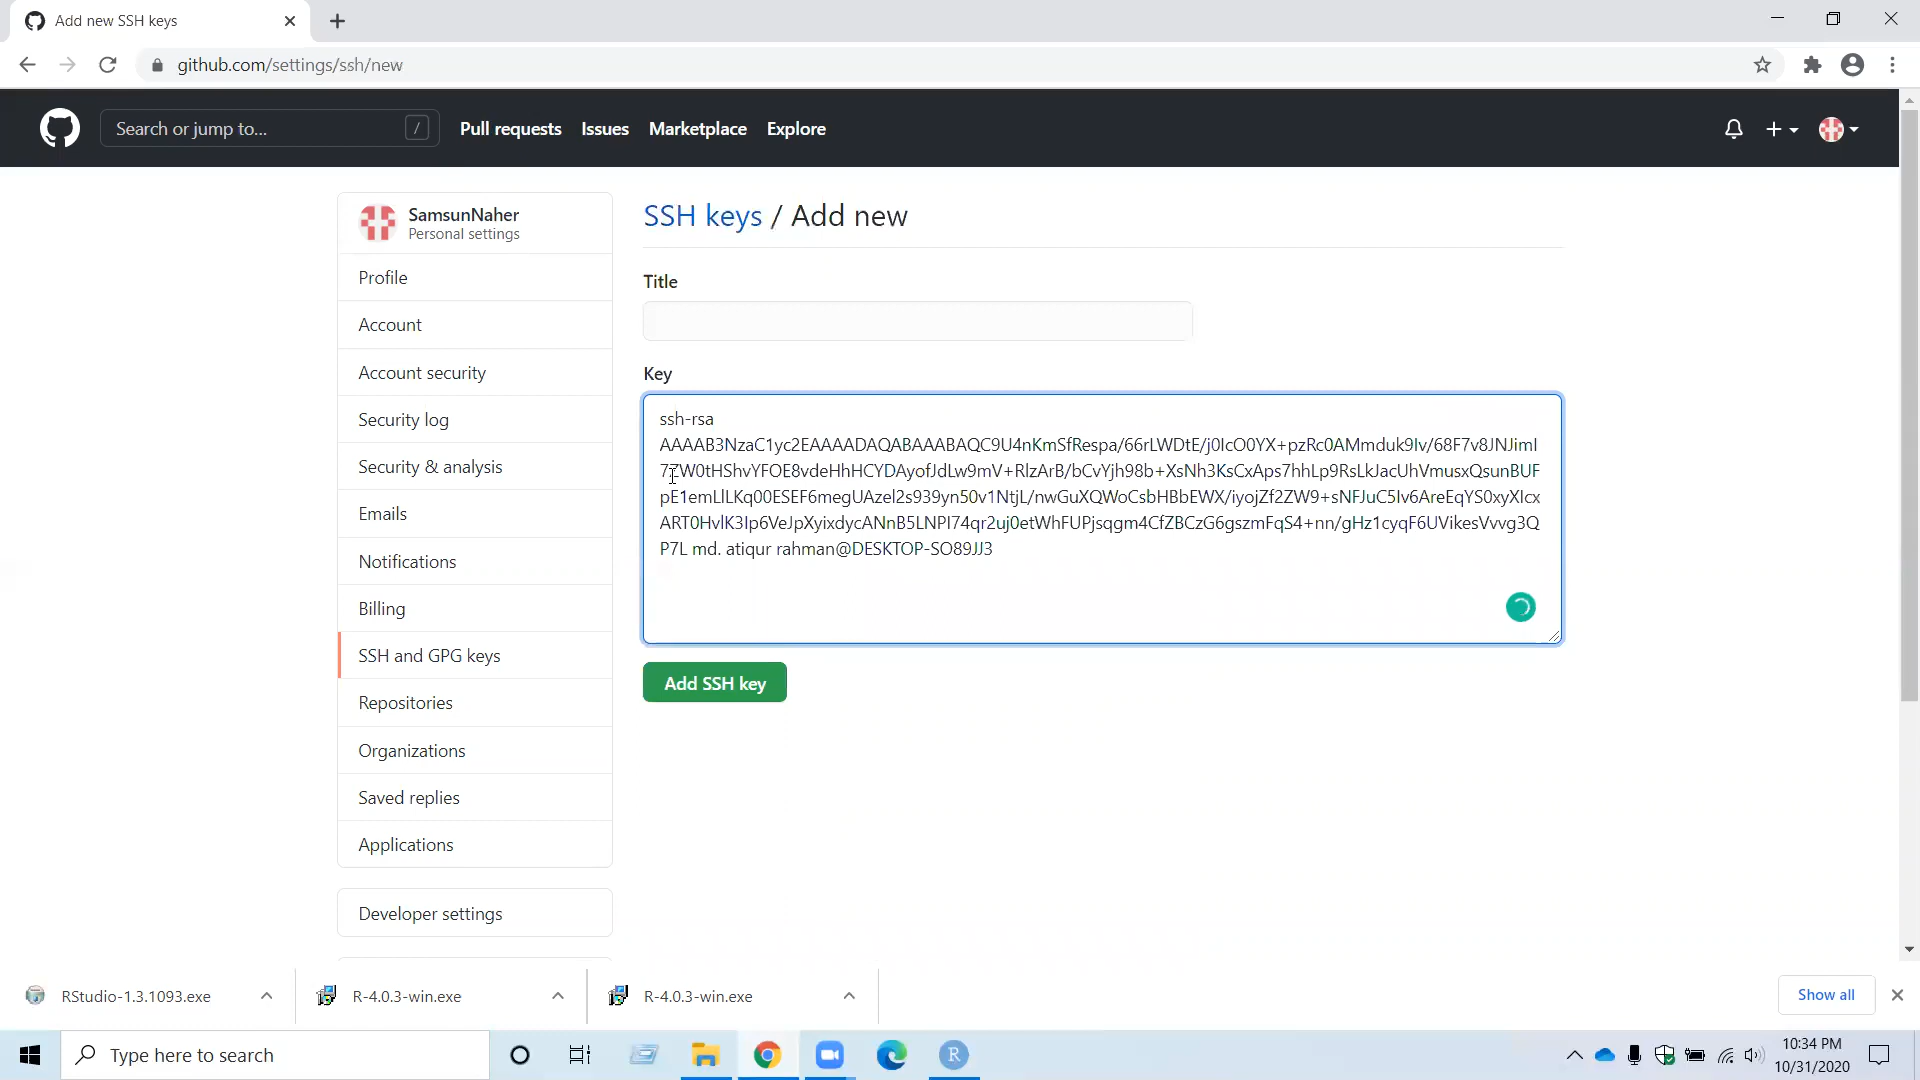 Add new SSH keys
github.com/settings/ssh/new
Search or jump to...
/
Pull requests
Issues
Marketplace
Explore
SamsunNaher
Personal settings
Profile
Account
Account security
Security log
Security & analysis
Emails
Notifications
Billing
SSH and GPG keys
Repositories
Organizations
Saved replies
Applications
Developer settings
SSH keys / Add new
Title
Key
ssh-rsa
AAAAB3NzaC1yc2EAAAADAQABAAABAQC9U4nKmSfRespa/66rLWDtE/j0IcO0YX+pzRc0AMmduk9Iv/68F7v8JNJimI
7ZW0tHShvYFOE8vdeHhHCYDAyofJdLw9mV+RlzArB/bCvYjh98b+XsNh3KsCxAps7hhLp9RsLkJacUhVmusxQsunBUF
pE1emLlLKq00ESEF6megUAzel2s939yn50v1NtjL/nwGuXQWoCsbHBbEWX/iyojZf2ZW9+sNFJuC5Iv6AreEqYS0xyXIcx
ART0HvlK3Ip6VeJpXyixdycANnB5LNPI74qr2uj0etWhFUPjsqgm4CfZBCzG6gszmFqS4+nn/gHz1cyqF6UVikesVvvg3Q
P7L md. atiqur rahman@DESKTOP-SO89JJ3
Add SSH key
RStudio-1.3.1093.exe
R-4.0.3-win.exe
R-4.0.3-win.exe
Show all
Type here to search
R
10:34 PM
10/31/2020